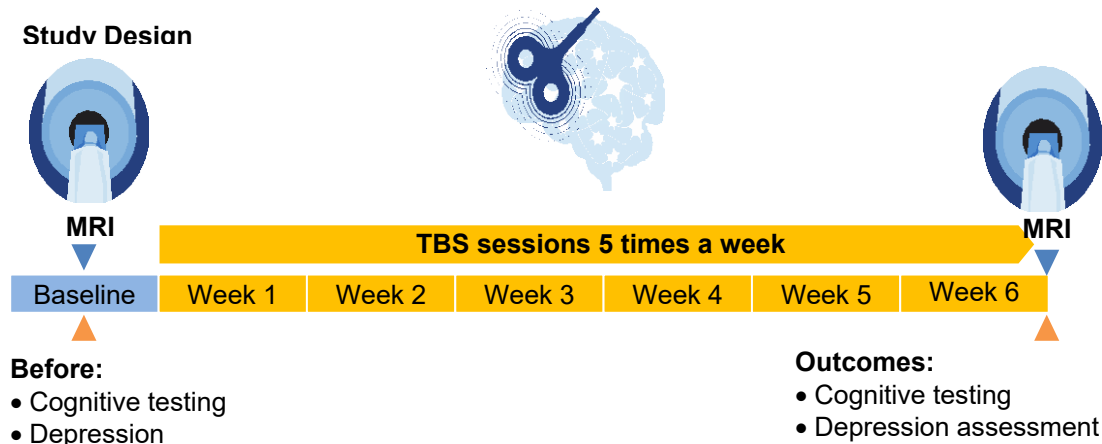 Study Design
MRI
MRI
TBS sessions 5 times a week
Baseline Week 1 Week 2 Week 3 Week 4 Week 5 Week 6
Before:
• Cognitive testing
• Depression
Outcomes:
• Cognitive testing
• Depression assessment